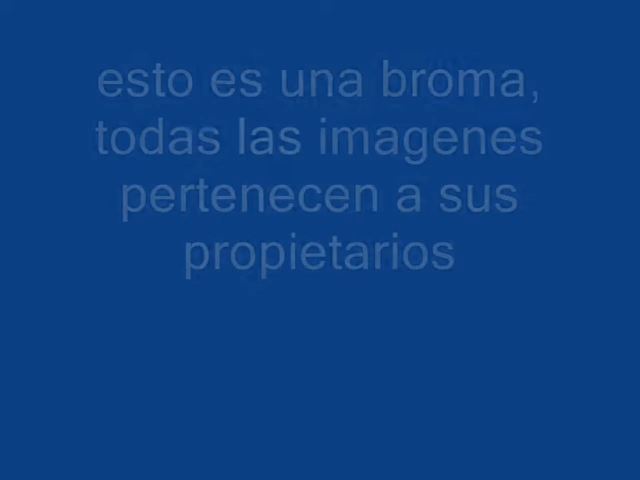 esto es una broma,
todas las imagenes
pertenecen a sus
propietarios